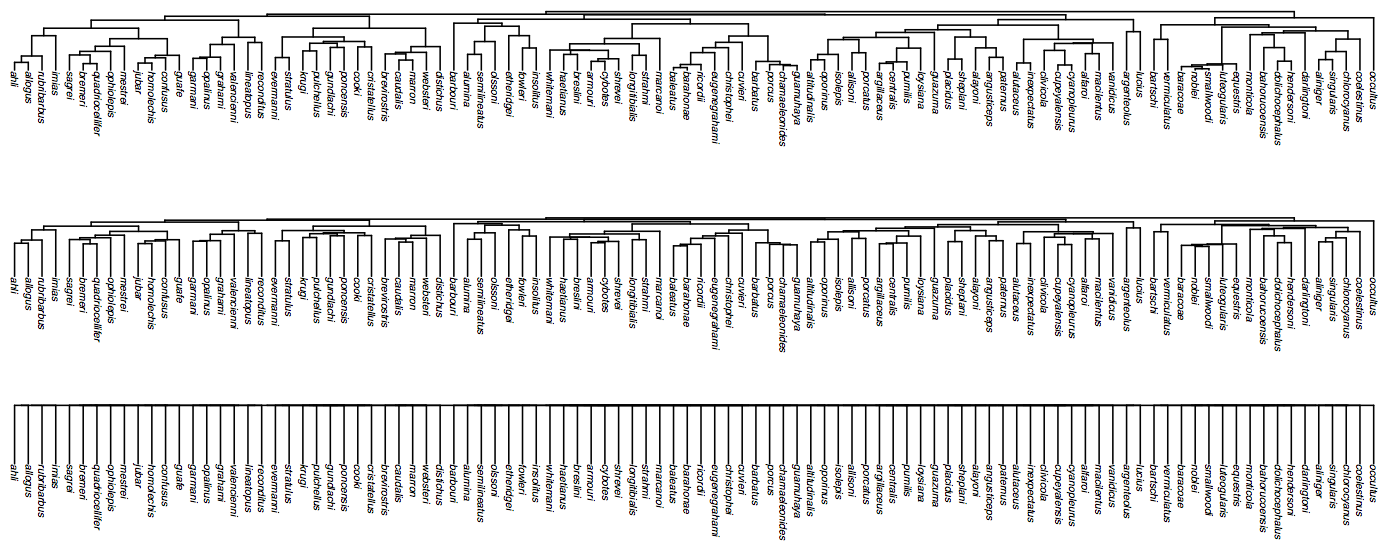 ahli allogus rubribarbus imias sagrei bremeri quadriocellifer ophiolepis mestrei jubar homolechis confusus guafe garmani opalinus grahami valencienni lineatopus reconditus evermanni stratulus krugi pulchellus gundlachi poncensis cooki cristatellus brevirostris caudalis marron websteri distichus barbouri alumina semilineatus olssoni etheridgei fowleri insolitus whitemani haetianus breslini armouri cybotes shrevei longitibialis strahmi marcanoi baleatus barahonae ricordii eugenegrahami christophei cuvieri barbatus porcus chamaeleonides guamuhaya altitudinalis oporinus isolepis allisoni porcatus argillaceus centralis pumilis loysiana guazuma placidus sheplani alayoni angusticeps paternus alutaceus inexpectatus clivicola cupeyalensis cyanopleurus alfaroi macilentus vanidicus argenteolus lucius bartschi vermiculatus baracoae noblei smallwoodi luteogularis equestris monticola bahorucoensis dolichocephalus hendersoni darlingtoni aliniger singularis chlorocyanus coelestinus occultus
ahli allogus rubribarbus imias sagrei bremeri quadriocellifer ophiolepis mestrei jubar homolechis confusus guafe garmani opalinus grahami valencienni lineatopus reconditus evermanni stratulus krugi pulchellus gundlachi poncensis cooki cristatellus brevirostris caudalis marron websteri distichus barbouri alumina semilineatus olssoni etheridgei fowleri insolitus whitemani haetianus breslini armouri cybotes shrevei longitibialis strahmi marcanoi baleatus barahonae ricordii eugenegrahami christophei cuvieri barbatus porcus chamaeleonides guamuhaya altitudinalis oporinus isolepis allisoni porcatus argillaceus centralis pumilis loysiana guazuma placidus sheplani alayoni angusticeps paternus alutaceus inexpectatus clivicola cupeyalensis cyanopleurus alfaroi macilentus vanidicus argenteolus lucius bartschi vermiculatus baracoae noblei smallwoodi luteogularis equestris monticola bahorucoensis dolichocephalus hendersoni darlingtoni aliniger singularis chlorocyanus coelestinus occultus
ahli allogus rubribarbus imias sagrei bremeri quadriocellifer ophiolepis mestrei jubar homolechis confusus guafe garmani opalinus grahami valencienni lineatopus reconditus evermanni stratulus krugi pulchellus gundlachi poncensis cooki cristatellus brevirostris caudalis marron websteri distichus barbouri alumina semilineatus olssoni etheridgei fowleri insolitus whitemani haetianus breslini armouri cybotes shrevei longitibialis strahmi marcanoi baleatus barahonae ricordii eugenegrahami christophei cuvieri barbatus porcus chamaeleonides guamuhaya altitudinalis oporinus isolepis allisoni porcatus argillaceus centralis pumilis loysiana guazuma placidus sheplani alayoni angusticeps paternus alutaceus inexpectatus clivicola cupeyalensis cyanopleurus alfaroi macilentus vanidicus argenteolus lucius bartschi vermiculatus baracoae noblei smallwoodi luteogularis equestris monticola bahorucoensis dolichocephalus hendersoni darlingtoni aliniger singularis chlorocyanus coelestinus occultus